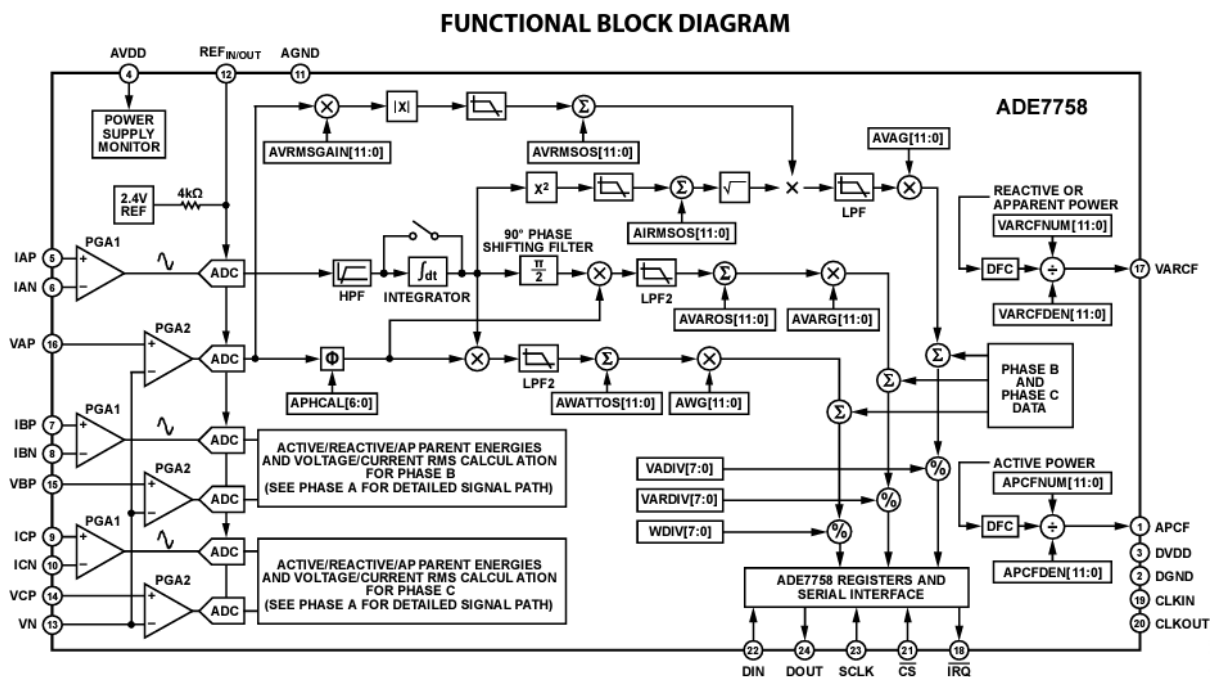 FUNCTIONAL BLOCK DIAGRAM
AVDD
REFIN/OUT
AGND
4
12
11
POWER
SUPPLY
MONITOR
AVRMSGAIN[11:0]
|X|
Σ
AVRMSOS[11:0]
ADE7758
AVAG[11:0]
2.4V
REF
4kΩ
X²
Σ
√
LPF
AIRMSOS[11:0]
REACTIVE OR
APPARENT POWER
VARCFNUM[11:0]
DFC
÷
17
VARCF
VARCFDEN[11:0]
IAP
5
PGA1
+
IAN
6
−
ADC
HPF
∫dt
INTEGRATOR
90° PHASE
SHIFTING FILTER
π
2
LPF2
Σ
AVAROS[11:0]
AVARG[11:0]
VAP
16
PGA2
+
−
ADC
Φ
APHCAL[6:0]
LPF2
Σ
AWATTOS[11:0]
AWG[11:0]
Σ
Σ
Σ
PHASE B
AND
PHASE C
DATA
IBP
7
PGA1
+
IBN
8
−
ADC
VBP
15
PGA2
+
−
ADC
ACTIVE/REACTIVE/APPARENT ENERGIES
AND VOLTAGE/CURRENT RMS CALCULATION
FOR PHASE B
(SEE PHASE A FOR DETAILED SIGNAL PATH)
VADIV[7:0]
%
VARDIV[7:0]
%
WDIV[7:0]
%
ACTIVE POWER
APCFNUM[11:0]
DFC
÷
1
APCF
APCFDEN[11:0]
3
DVDD
2
DGND
19
CLKIN
20
CLKOUT
ICP
9
PGA1
+
ICN
10
−
ADC
VCP
14
PGA2
+
VN
13
−
ADC
ACTIVE/REACTIVE/APPARENT ENERGIES
AND VOLTAGE/CURRENT RMS CALCULATION
FOR PHASE C
(SEE PHASE A FOR DETAILED SIGNAL PATH)
ADE7758 REGISTERS AND
SERIAL INTERFACE
22
24
23
21
18
DIN
DOUT
SCLK
CS
IRQ